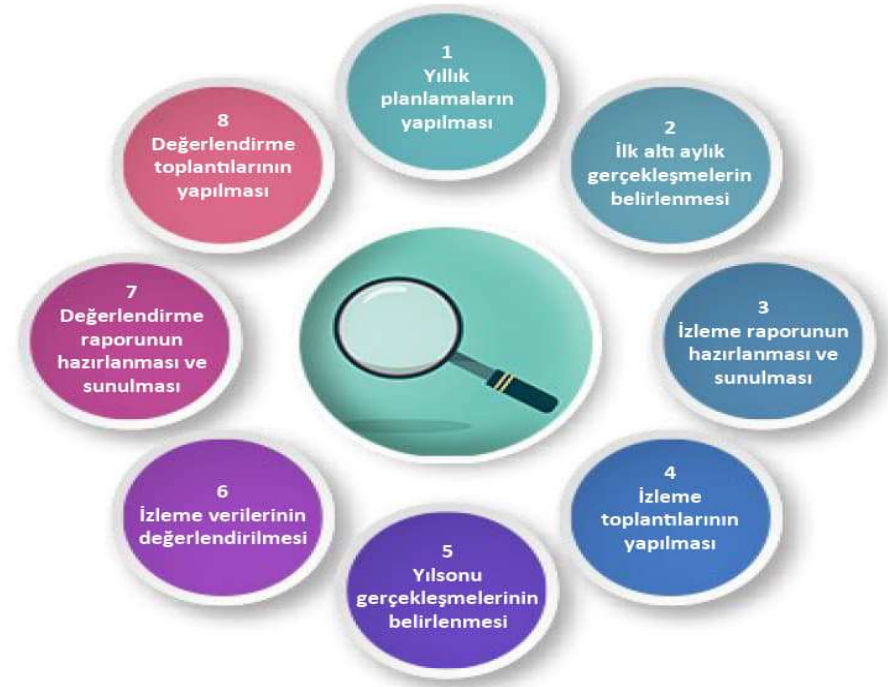 1
Yıllık
planlamaların
yapılması
2
İlk altı aylık
gerçekleşmelerin
belirlenmesi
3
İzleme raporunun
hazırlanması ve
sunulması
4
İzleme
toplantılarının
yapılması
5
Yılsonu
gerçekleşmelerinin
belirlenmesi
6
İzleme verilerinin
değerlendirilmesi
7
Değerlendirme
raporunun
hazırlanması ve
sunulması
8
Değerlendirme
toplantılarının
yapılması